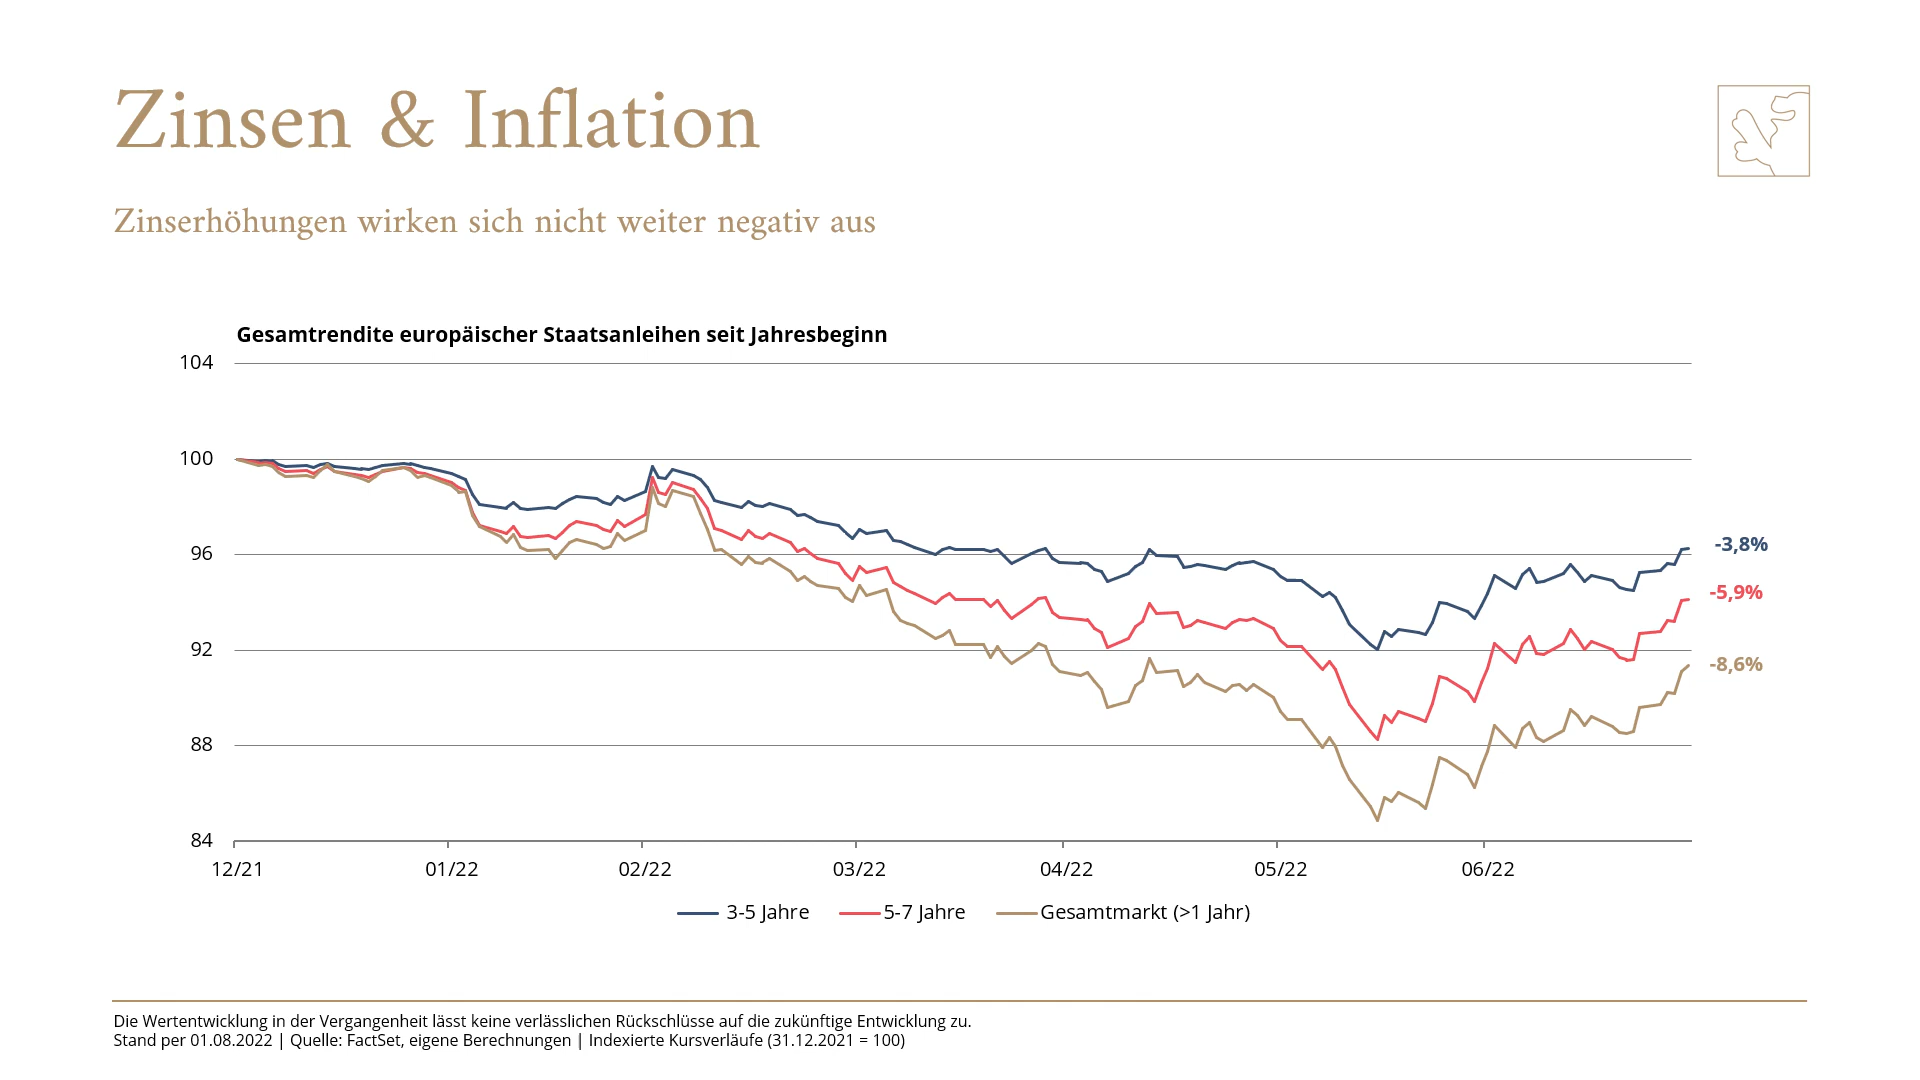 Zinsen & Inflation
Zinserhöhungen wirken sich nicht weiter negativ aus
Gesamtrendite europäischer Staatsanleihen seit Jahresbeginn
104
100
96
92
88
84
12/21
01/22
02/22
03/22
04/22
05/22
06/22
-3,8%
-5,9%
-8,6%
3-5 Jahre
5-7 Jahre
Gesamtmarkt (>1 Jahr)
Die Wertentwicklung in der Vergangenheit lässt keine verlässlichen Rückschlüsse auf die zukünftige Entwicklung zu.
Stand per 01.08.2022 | Quelle: FactSet, eigene Berechnungen | Indexierte Kursverläufe (31.12.2021 = 100)